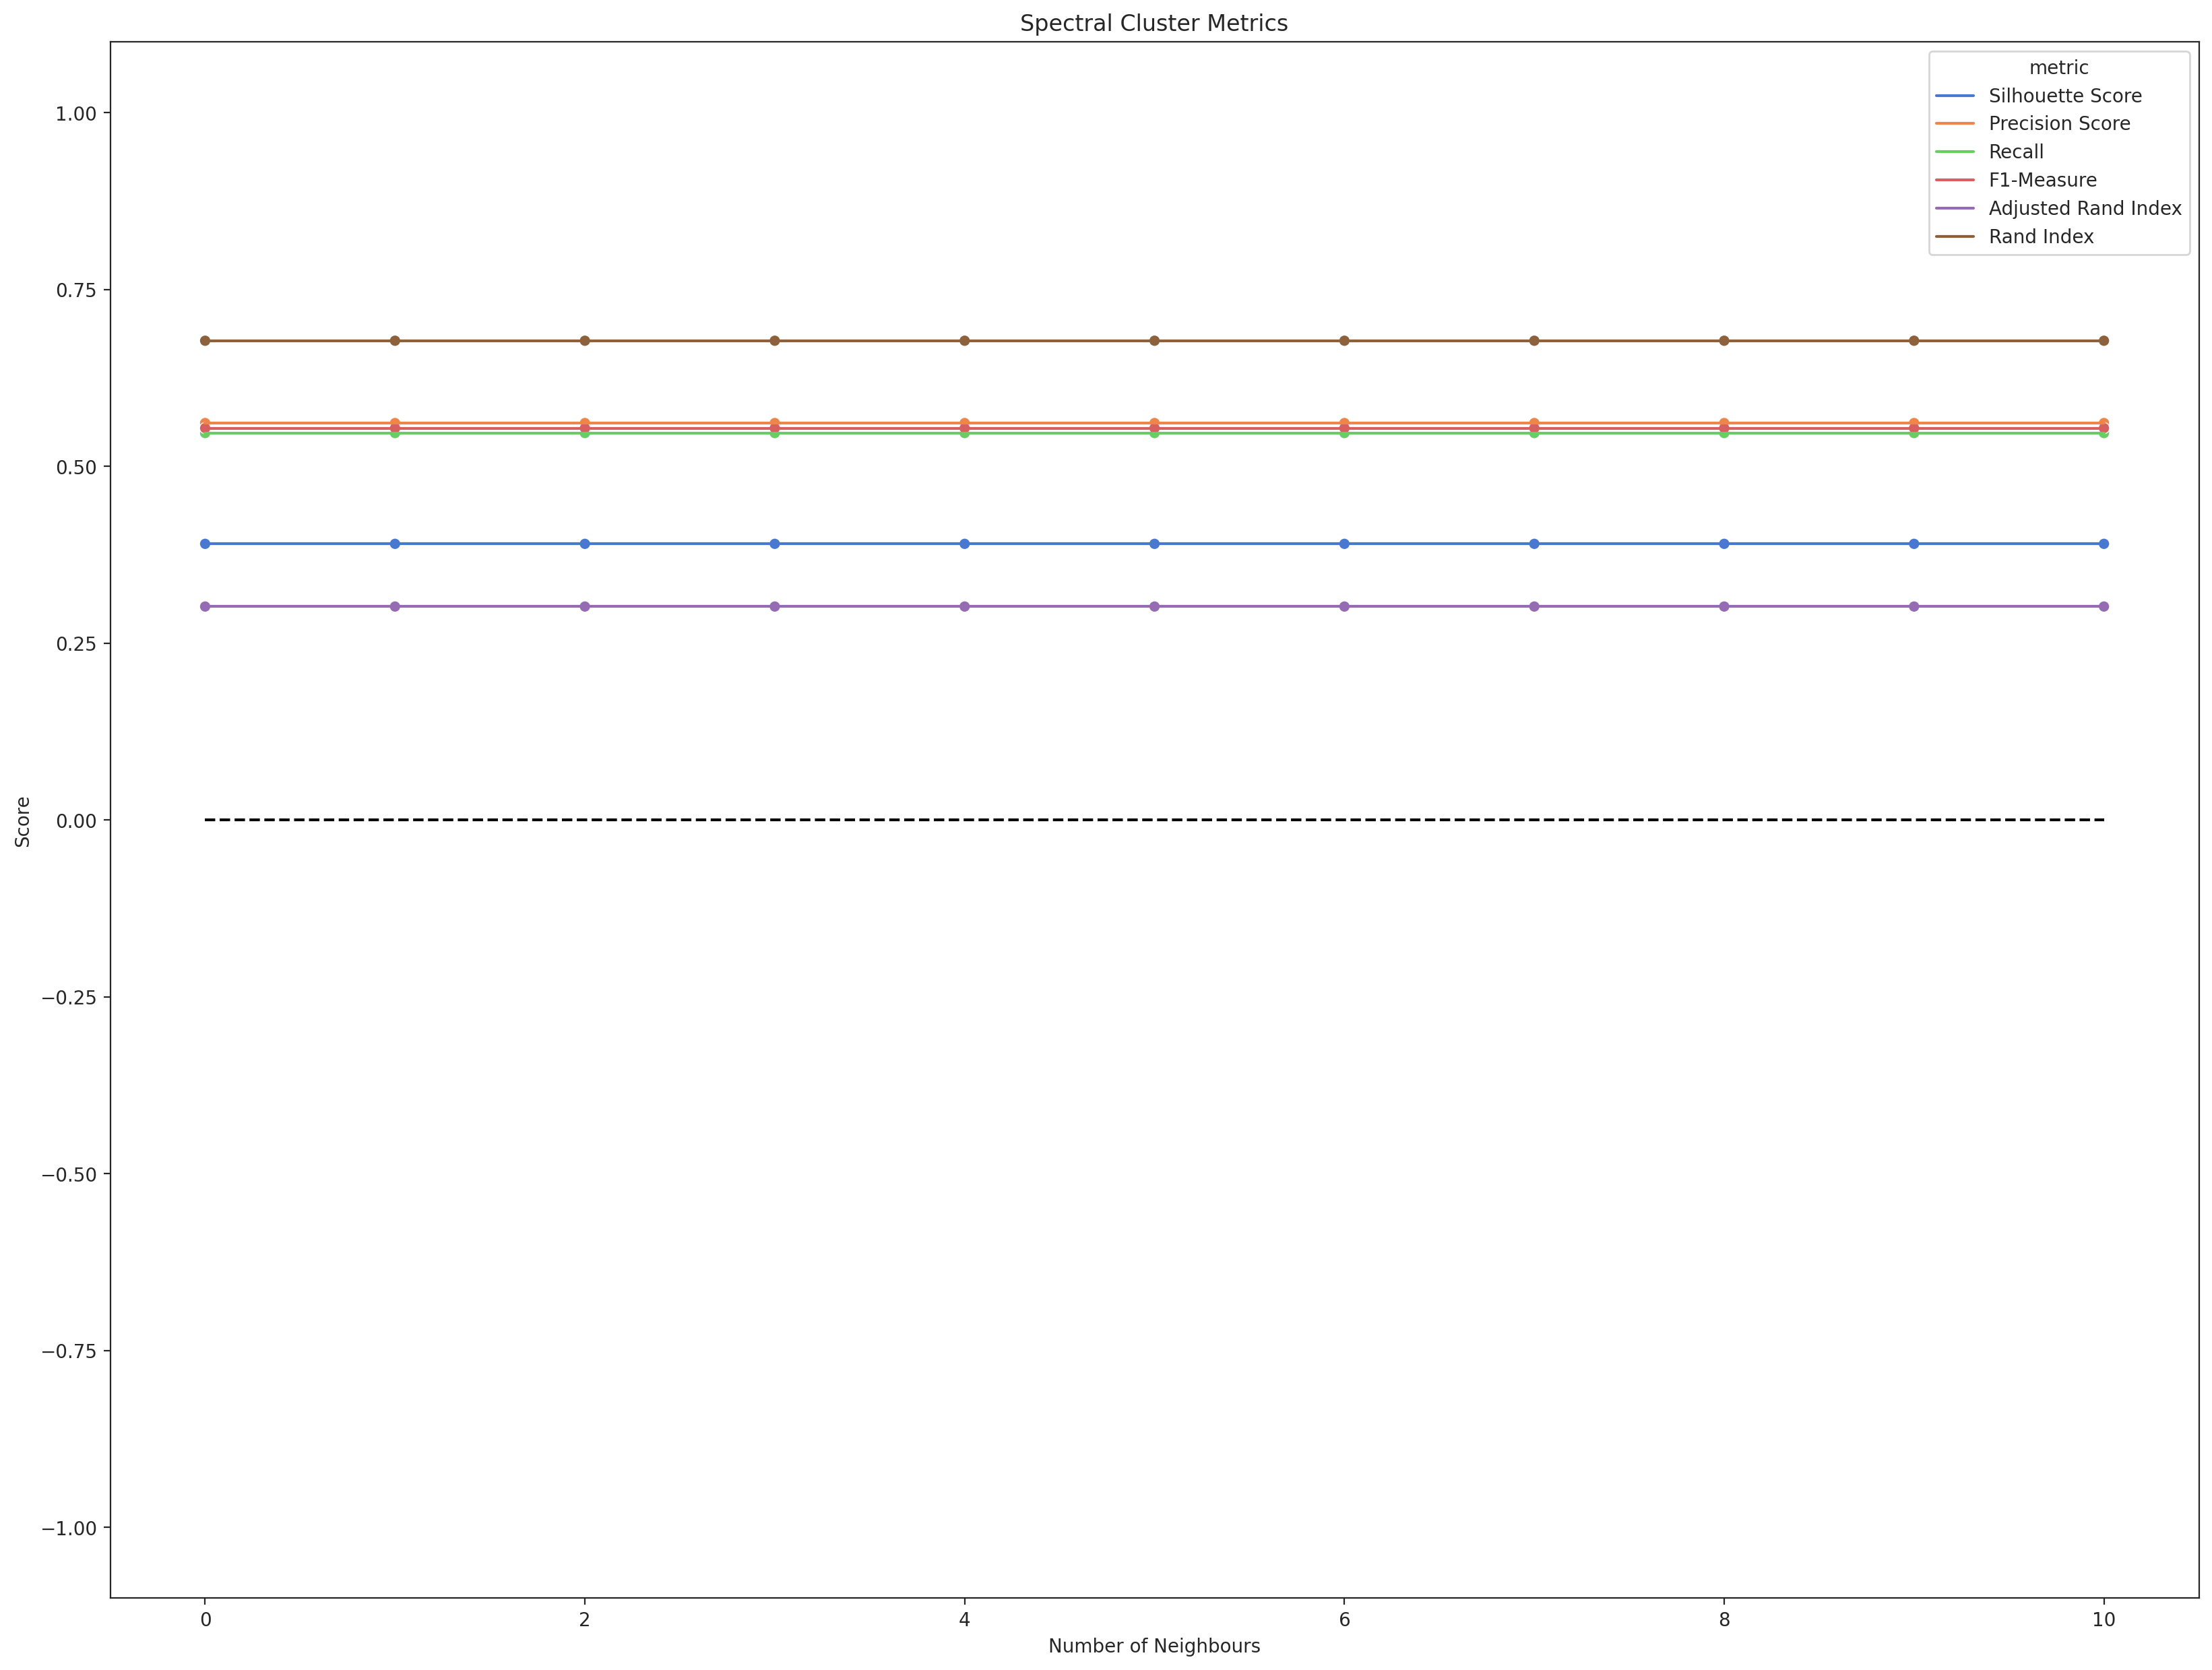 Spectral Cluster Metrics
metric
Silhouette Score
Precision Score
Recall
F1-Measure
Adjusted Rand Index
Rand Index
Score
1.00
0.75
0.50
0.25
0.00
−0.25
−0.50
−0.75
−1.00
0 2 4 6 8 10
Number of Neighbours